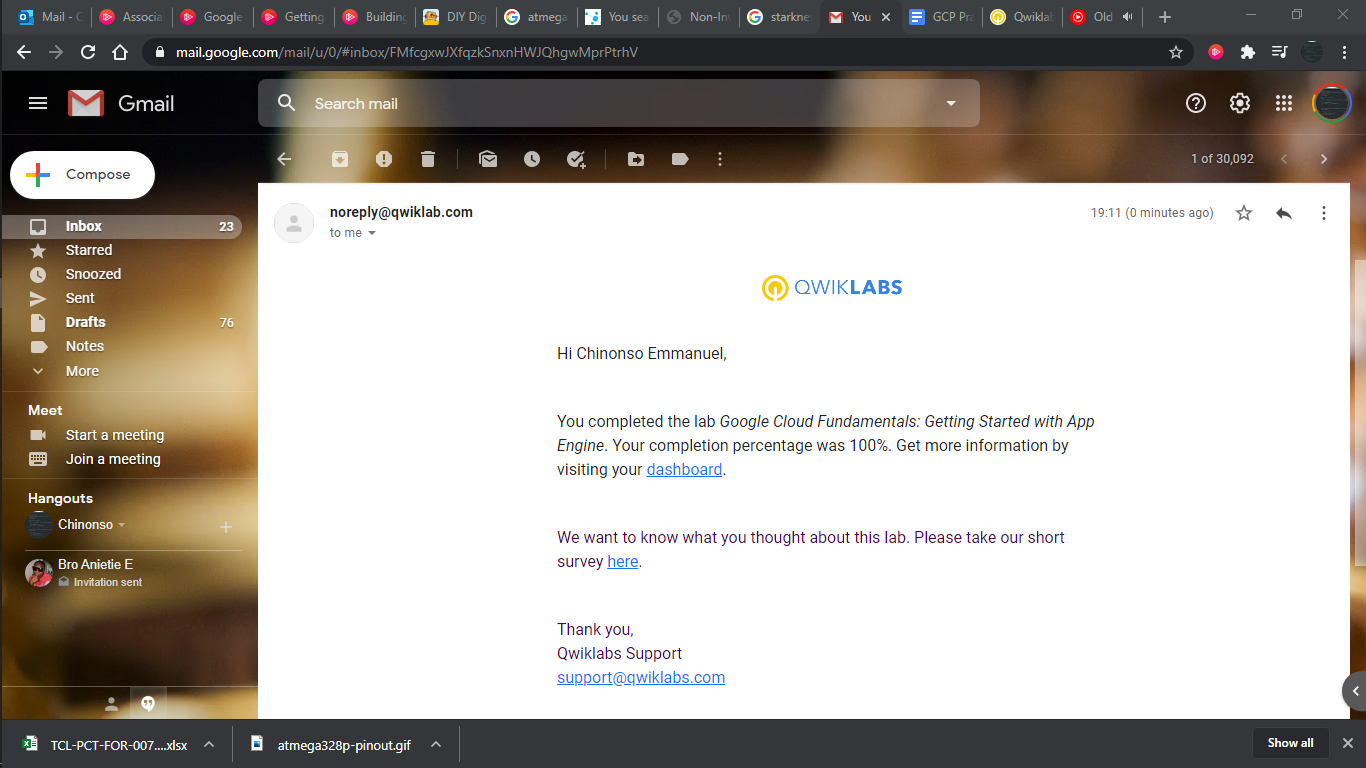 Mail - C
Associa
Google
Getting
Building
DIY Dig
atmega
You sea
Non-Inv
starkne
You
GCP Pra
Qwiklab
Old
mail.google.com/mail/u/0/#inbox/FMfcgxwJXfqzkSnxnHWJQhgwMprPtrhV
Gmail
Search mail
Compose
1 of 30,092
Inbox 23
Starred
Snoozed
Sent
Drafts 76
Notes
More
Meet
Start a meeting
Join a meeting
Hangouts
Chinonso
Bro Anietie E
Invitation sent
noreply@qwiklab.com
19:11 (0 minutes ago)
to me
QWIKLABS
Hi Chinonso Emmanuel,
You completed the lab Google Cloud Fundamentals: Getting Started with App
Engine. Your completion percentage was 100%. Get more information by
visiting your dashboard.
We want to know what you thought about this lab. Please take our short
survey here.
Thank you,
Qwiklabs Support
support@qwiklabs.com
TCL-PCT-FOR-007....xlsx
atmega328p-pinout.gif
Show all